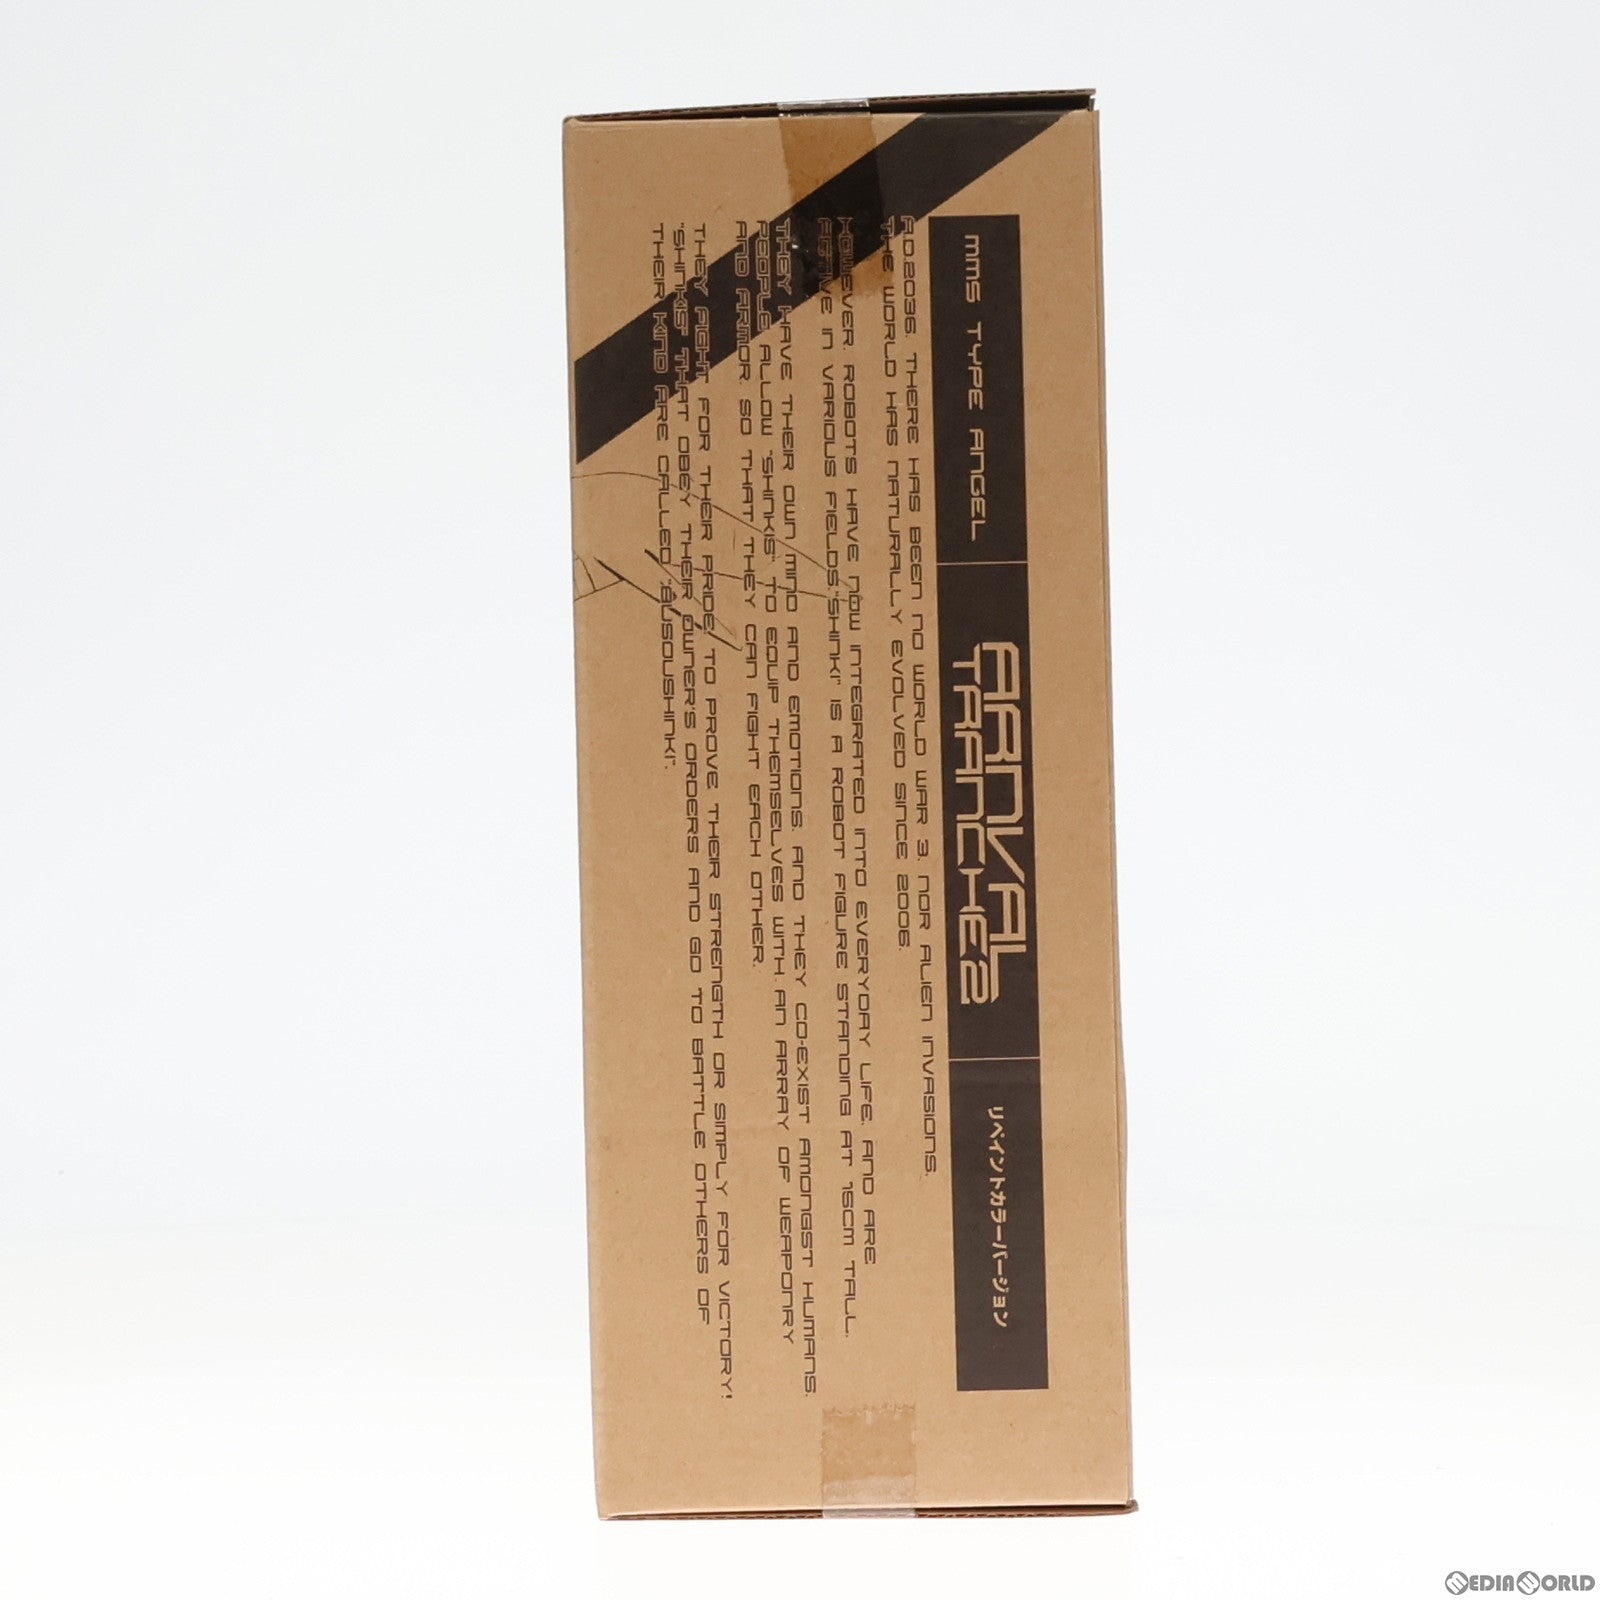 MMS TYPE ANGEL
ARNVAL
TRANCHE2
リペイントカラーバージョン
A.D.2036. THERE HAS BEEN NO WORLD WAR 3. NOR ALIEN INVASIONS.
THE WORLD HAS NATURALLY EVOLVED SINCE 2006.
HOWEVER. ROBOTS HAVE NOW INTEGRATED INTO EVERYDAY LIFE. AND ARE
ACTIVE IN VARIOUS FIELDS."SHINKI" IS A ROBOT FIGURE STANDING AT 15CM TALL.
THEY HAVE THEIR OWN MIND AND EMOTIONS. AND THEY CO-EXIST AMONGST HUMANS.
PEOPLE ALLOW "SHINKIS" TO EQUIP THEMSELVES WITH. AN ARRAY OF WEAPONRY
AND ARMOR. SO THAT THEY CAN FIGHT EACH OTHER.
THEY FIGHT FOR THEIR PRIDE. TO PROVE THEIR STRENGTH OR SIMPLY FOR VICTORY!
"SHINKIS" THAT OBEY THEIR OWNER'S ORDERS AND GO TO BATTLE OTHERS OF
THEIR KIND ARE CALLED "BUSOUSHINKI".
MEDIAWORLD